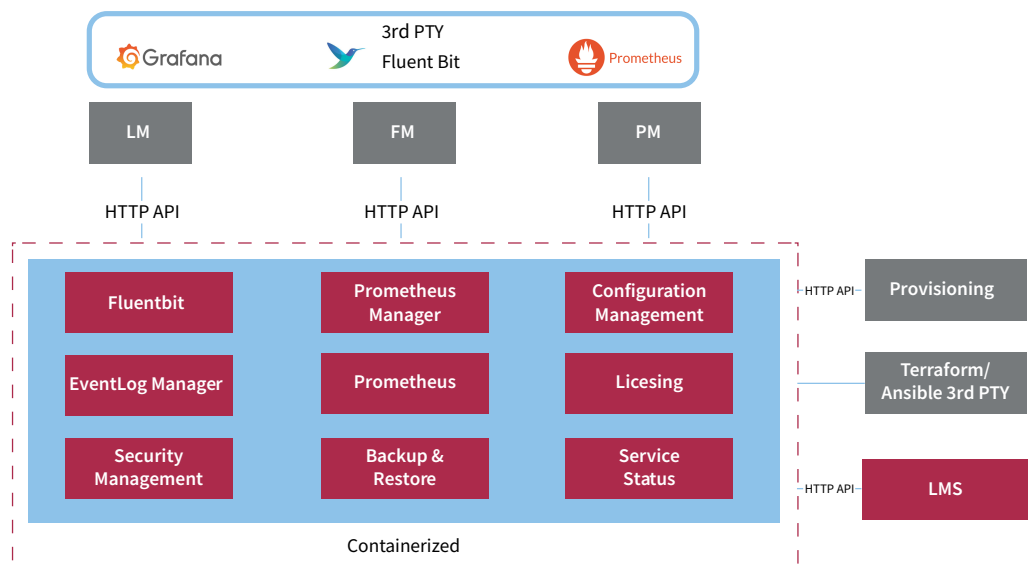 3rd PTY
Grafana
Fluent Bit
Prometheus
LM
FM
PM
HTTP API
HTTP API
HTTP API
Fluentbit
Prometheus
Manager
Configuration
Management
HTTP API
Provisioning
EventLog Manager
Prometheus
Licesing
Terraform/
Ansible 3rd PTY
Security
Management
Backup &
Restore
Service
Status
HTTP API
LMS
Containerized